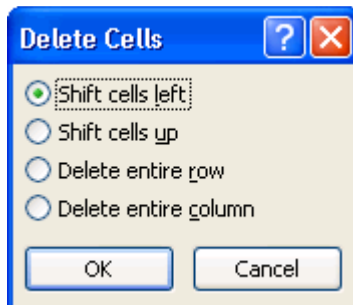 Delete Cells ?
Shift cells left
Shift cells up
Delete entire row
Delete entire column
OK Cancel